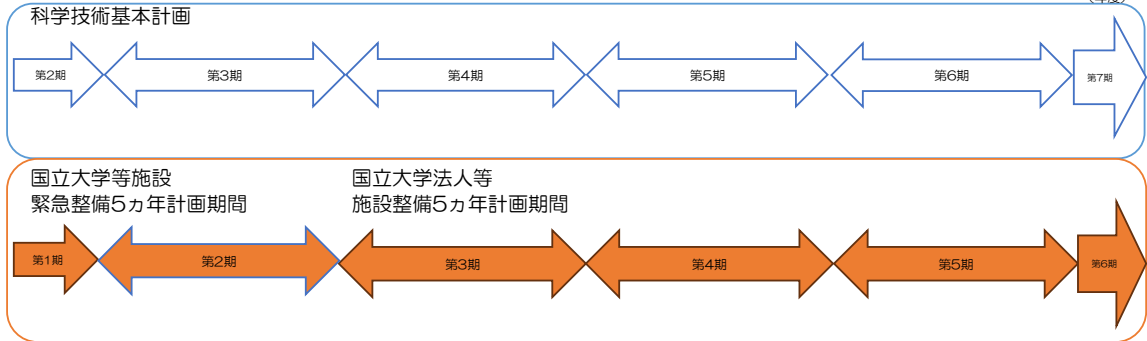 (年度)
科学技術基本計画
第2期
第3期
第4期
第5期
第6期
第7期
国立大学等施設
緊急整備5ヵ年計画期間
国立大学法人等
施設整備5ヵ年計画期間
第1期
第2期
第3期
第4期
第5期
第6期